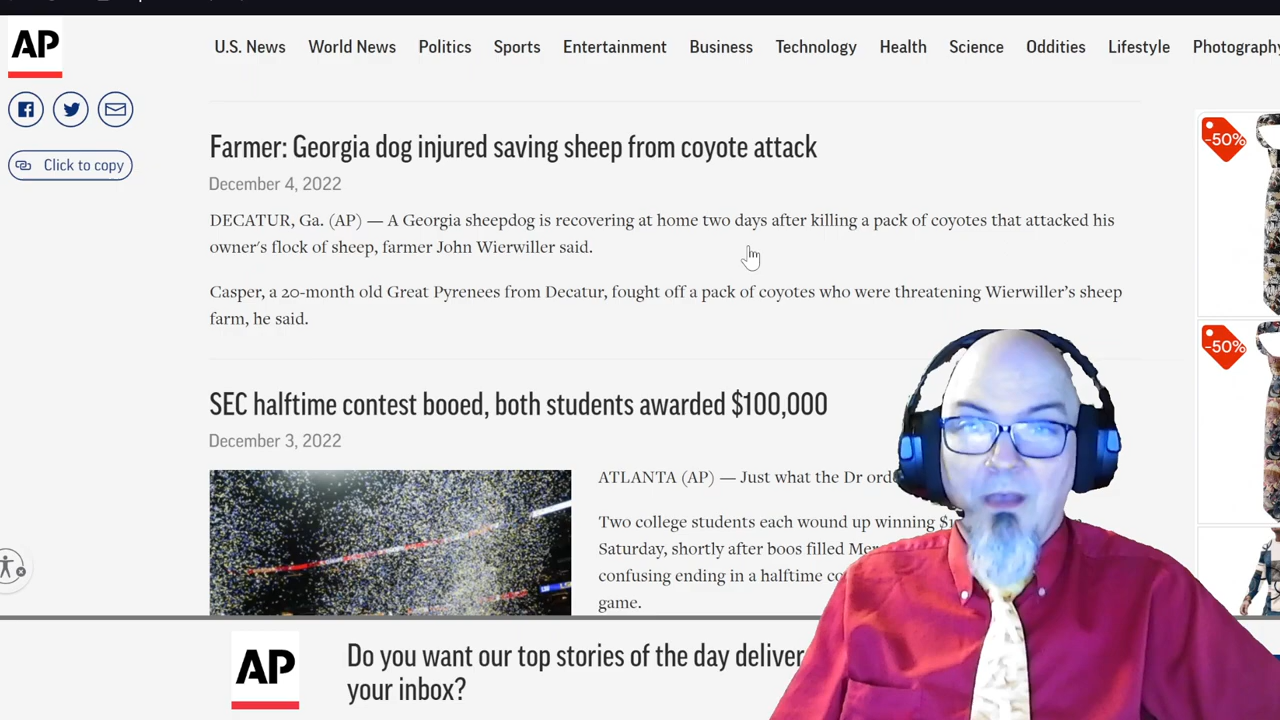 AP
U.S. News World News Politics Sports Entertainment Business Technology Health Science Oddities Lifestyle Photography
Click to copy
Farmer: Georgia dog injured saving sheep from coyote attack
December 4, 2022
DECATUR, Ga. (AP) — A Georgia sheepdog is recovering at home two days after killing a pack of coyotes that attacked his
owner's flock of sheep, farmer John Wierwiller said.
Casper, a 20-month old Great Pyrenees from Decatur, fought off a pack of coyotes who were threatening Wierwiller's sheep
farm, he said.
-50%
-50%
SEC halftime contest booed, both students awarded $100,000
December 3, 2022
ATLANTA (AP) — Just what the Dr
Two college students each wound up winning
Saturday, shortly after boos filled
confusing ending in a halftime
game.
AP
Do you want our top stories of the day
your inbox?